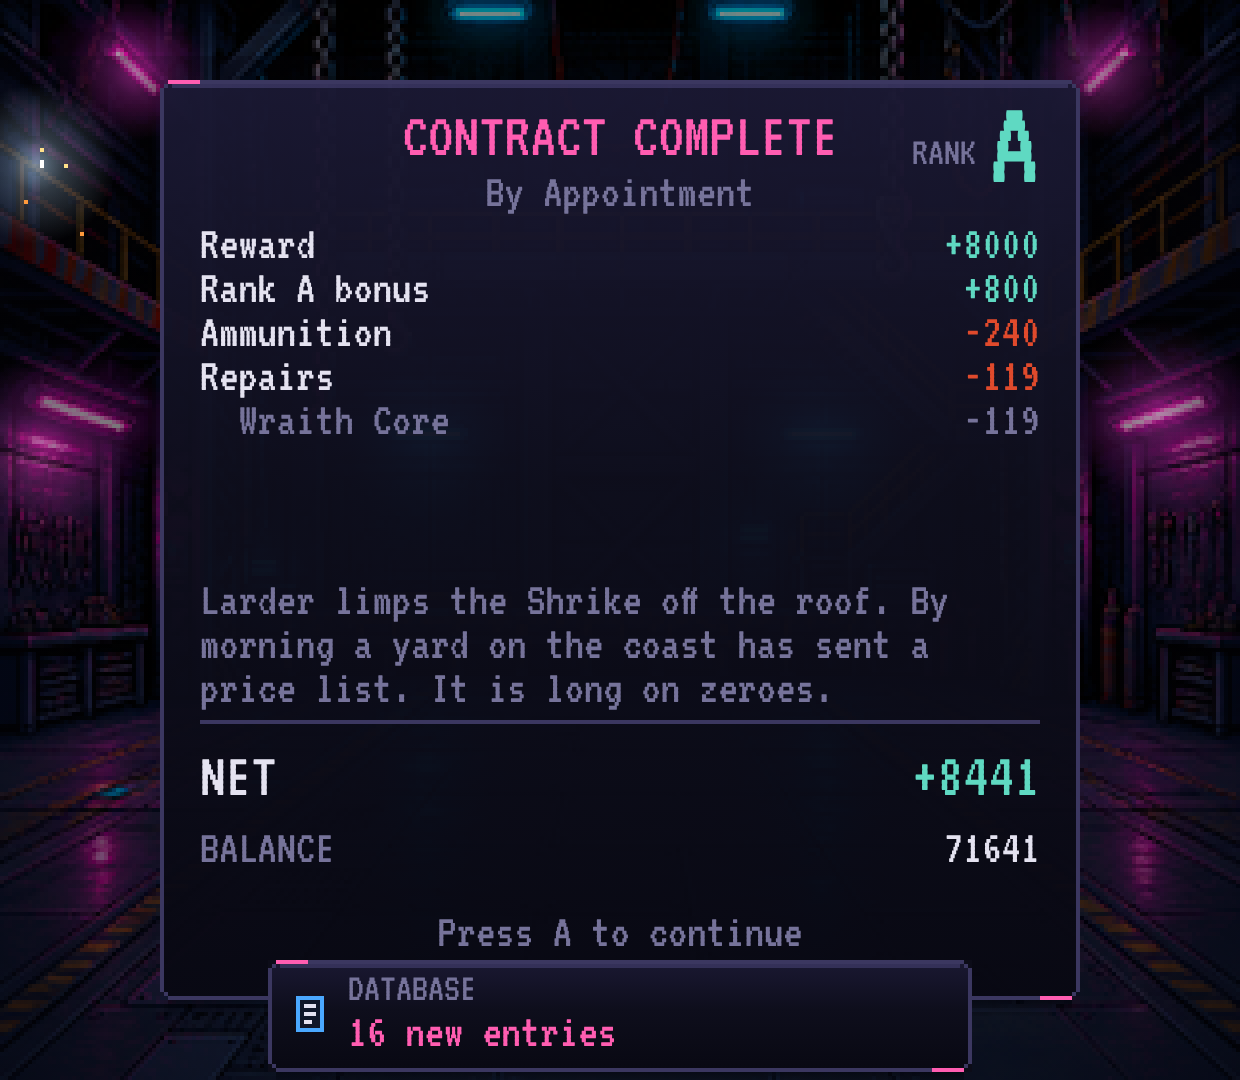 CONTRACT COMPLETE
RANK A
By Appointment
Reward +8000
Rank A bonus +800
Ammunition -240
Repairs -119
Wraith Core -119
Larder limps the Shrike off the roof. By
morning a yard on the coast has sent a
price list. It is long on zeroes.
NET +8441
BALANCE 71641
Press A to continue
DATABASE
16 new entries